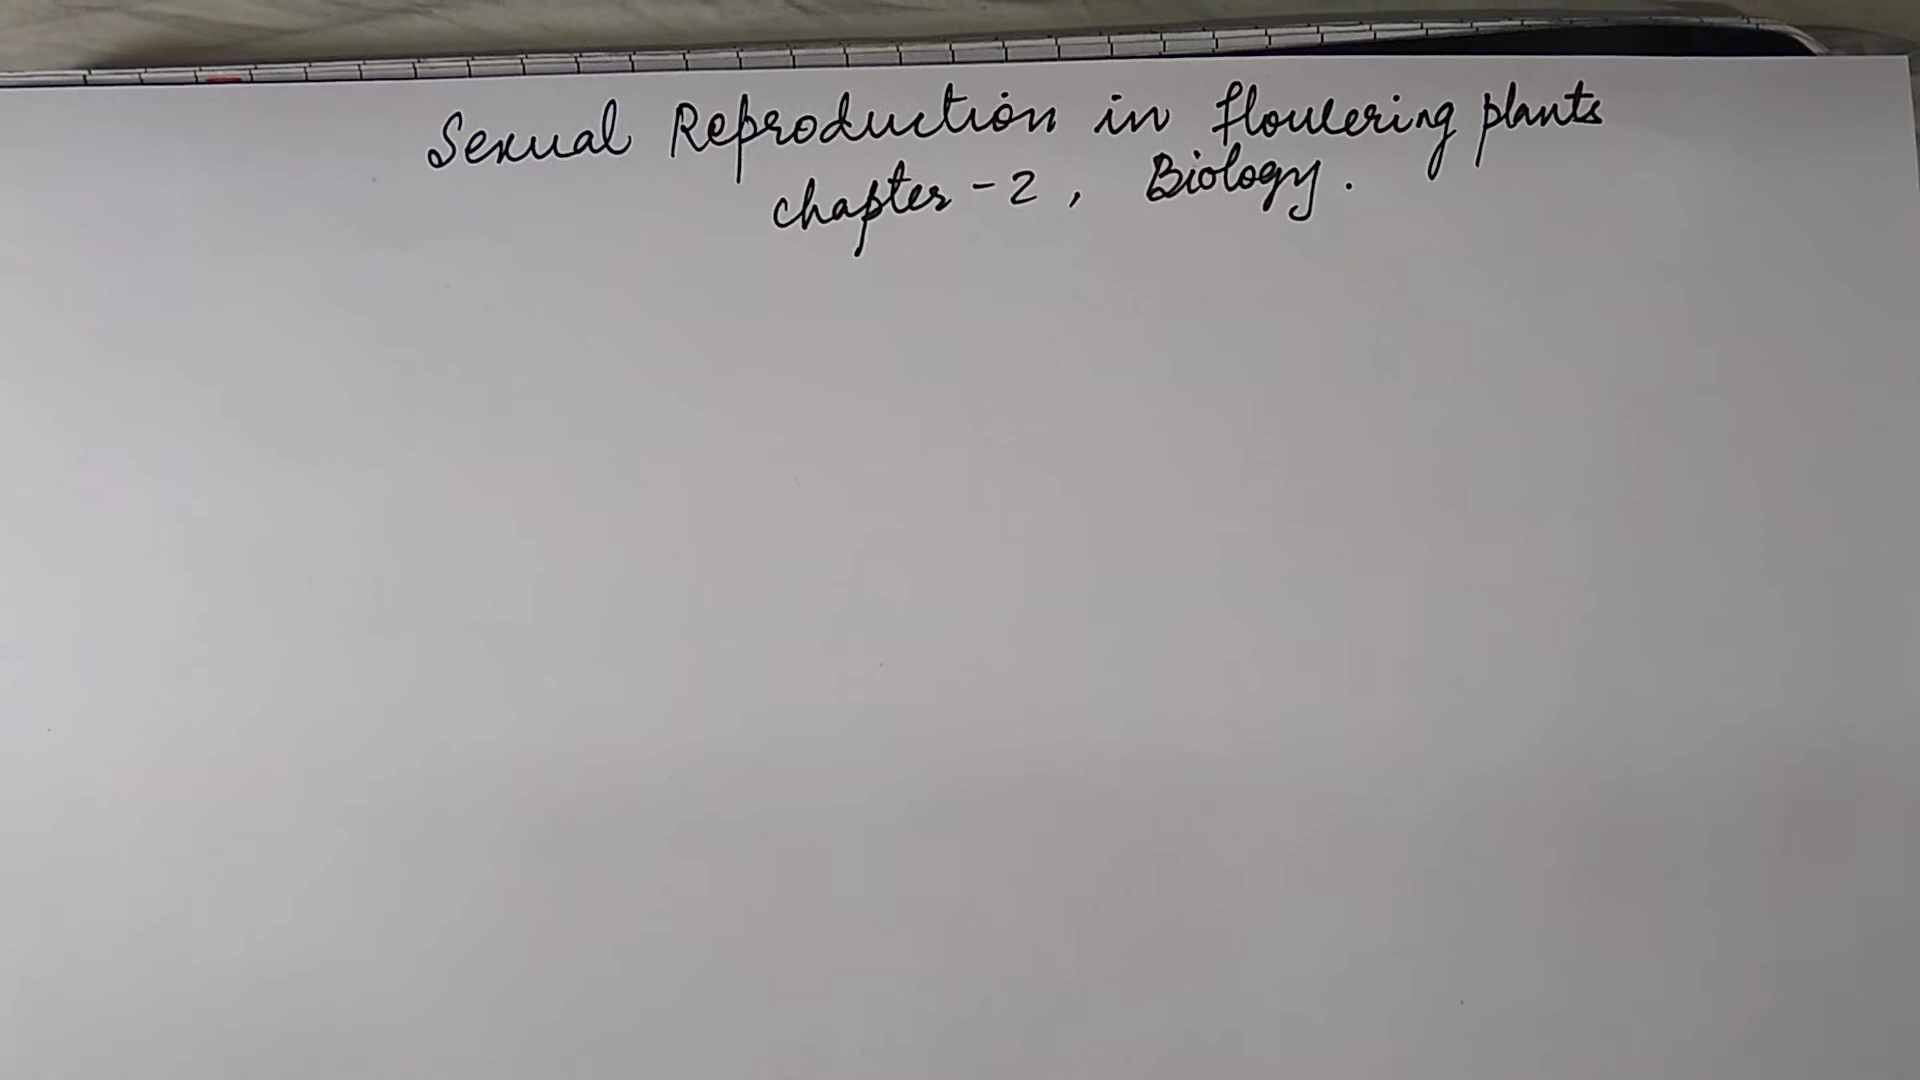 Sexual Reproduction in flowering plants
chapter - 2, Biology.